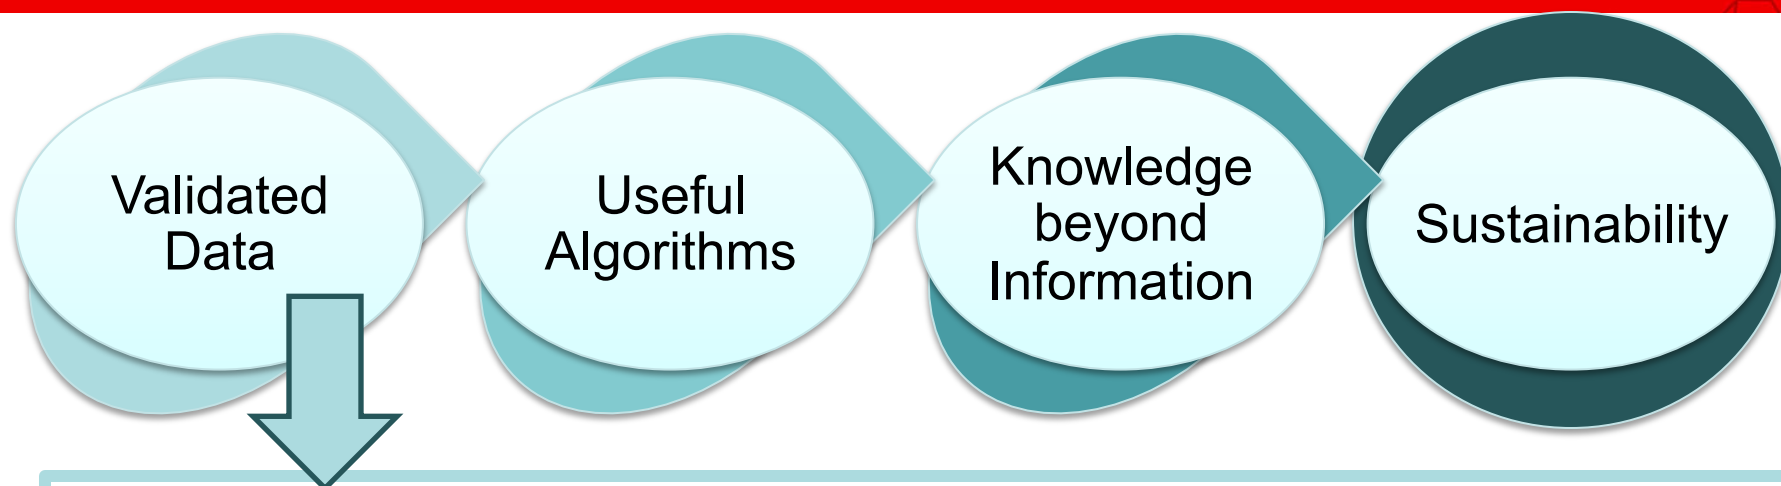 Validated
Data
Useful
Algorithms
Knowledge
beyond
Information
Sustainability